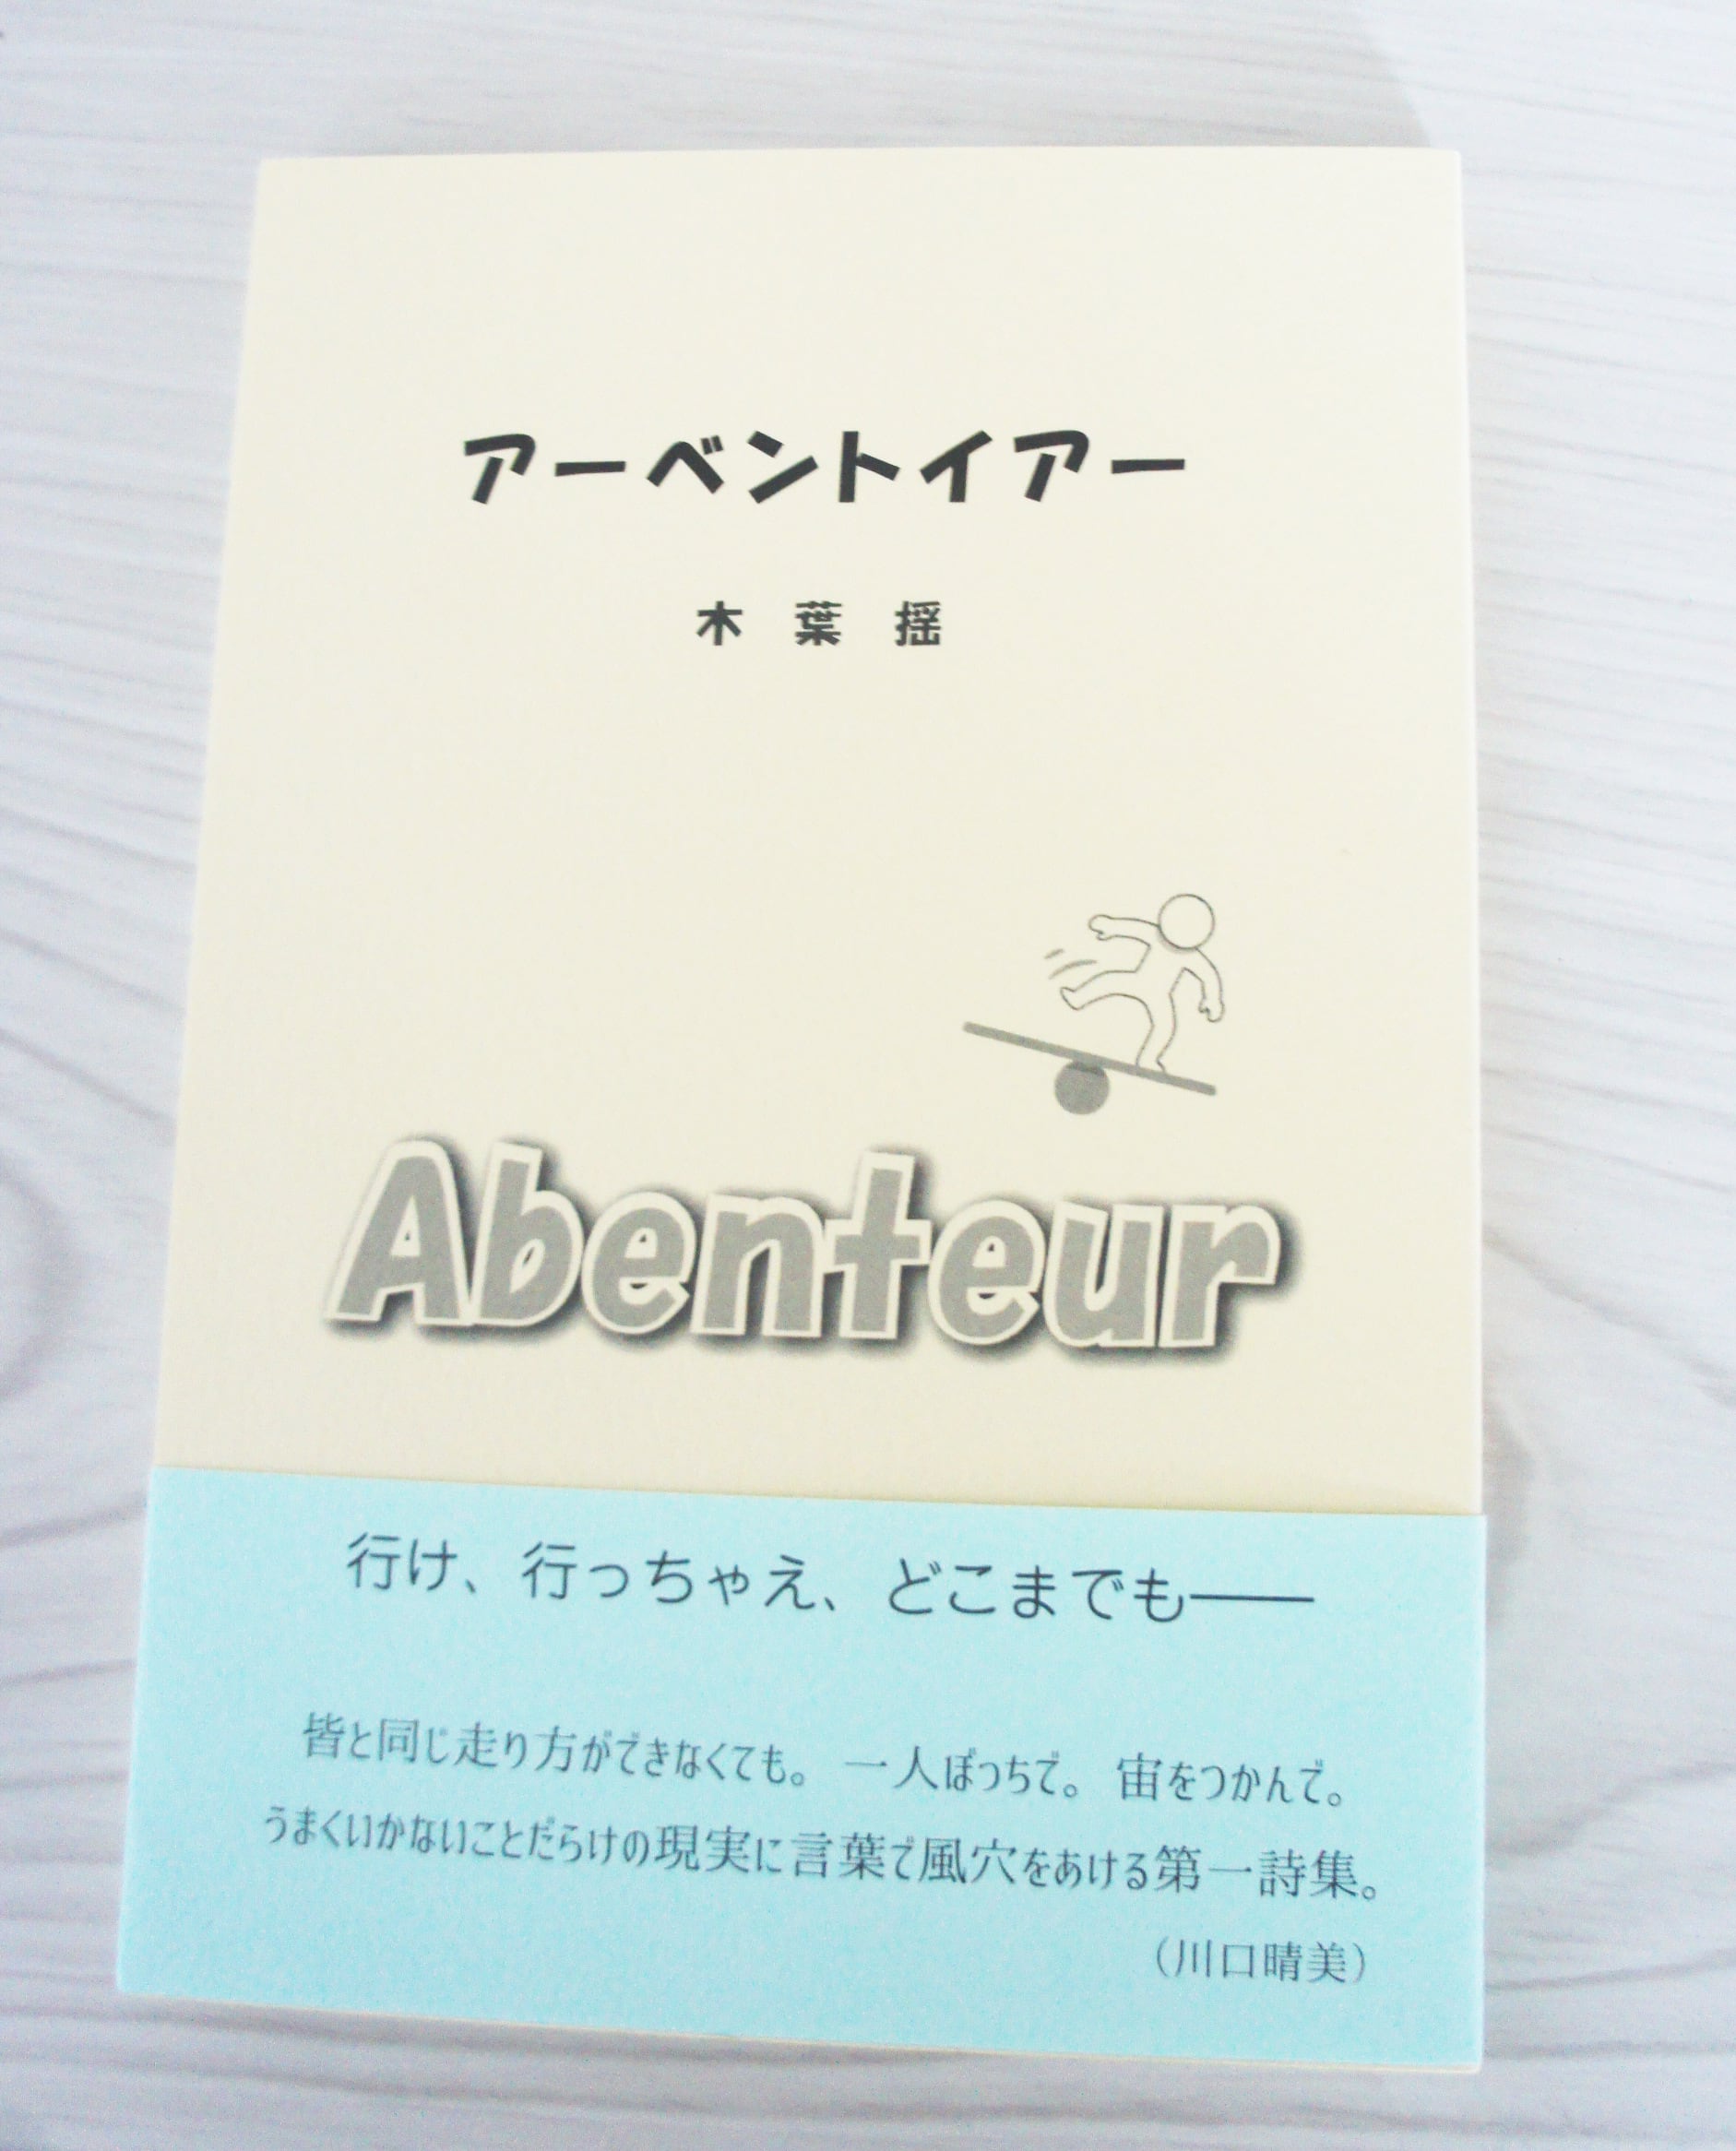 アーベントイアー
木葉揺
Abenteur
行け、行っちゃえ、どこまでも――
皆と同じ走り方ができなくても。一人ぼっちで。宙をつかんで。
うまくいかないことだらけの現実に言葉で風穴をあける第一詩集。
（川口晴美）